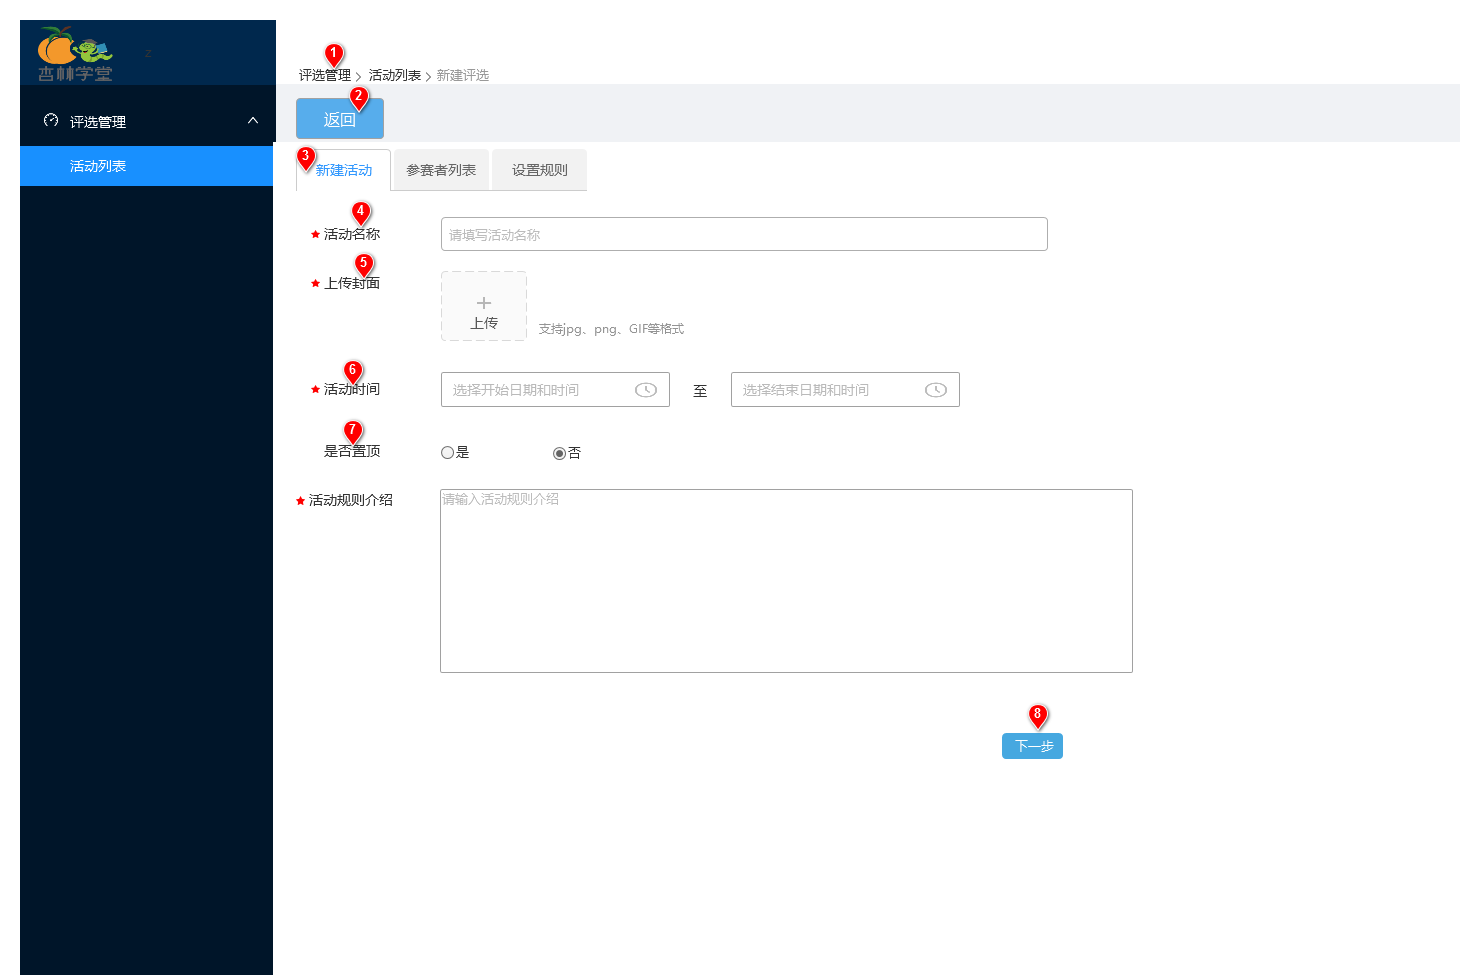 杏林学堂
z
1
评选管理 > 活动列表 > 新建评选
2
返回
评选管理
活动列表
3
新建活动 参赛者列表 设置规则
4
★ 活动名称 请填写活动名称
5
★ 上传封面
上传 支持jpg、png、GIF等格式
6
★ 活动时间 选择开始日期和时间 至 选择结束日期和时间
7
是否置顶 是 否
★ 活动规则介绍 请输入活动规则介绍
8
下一步